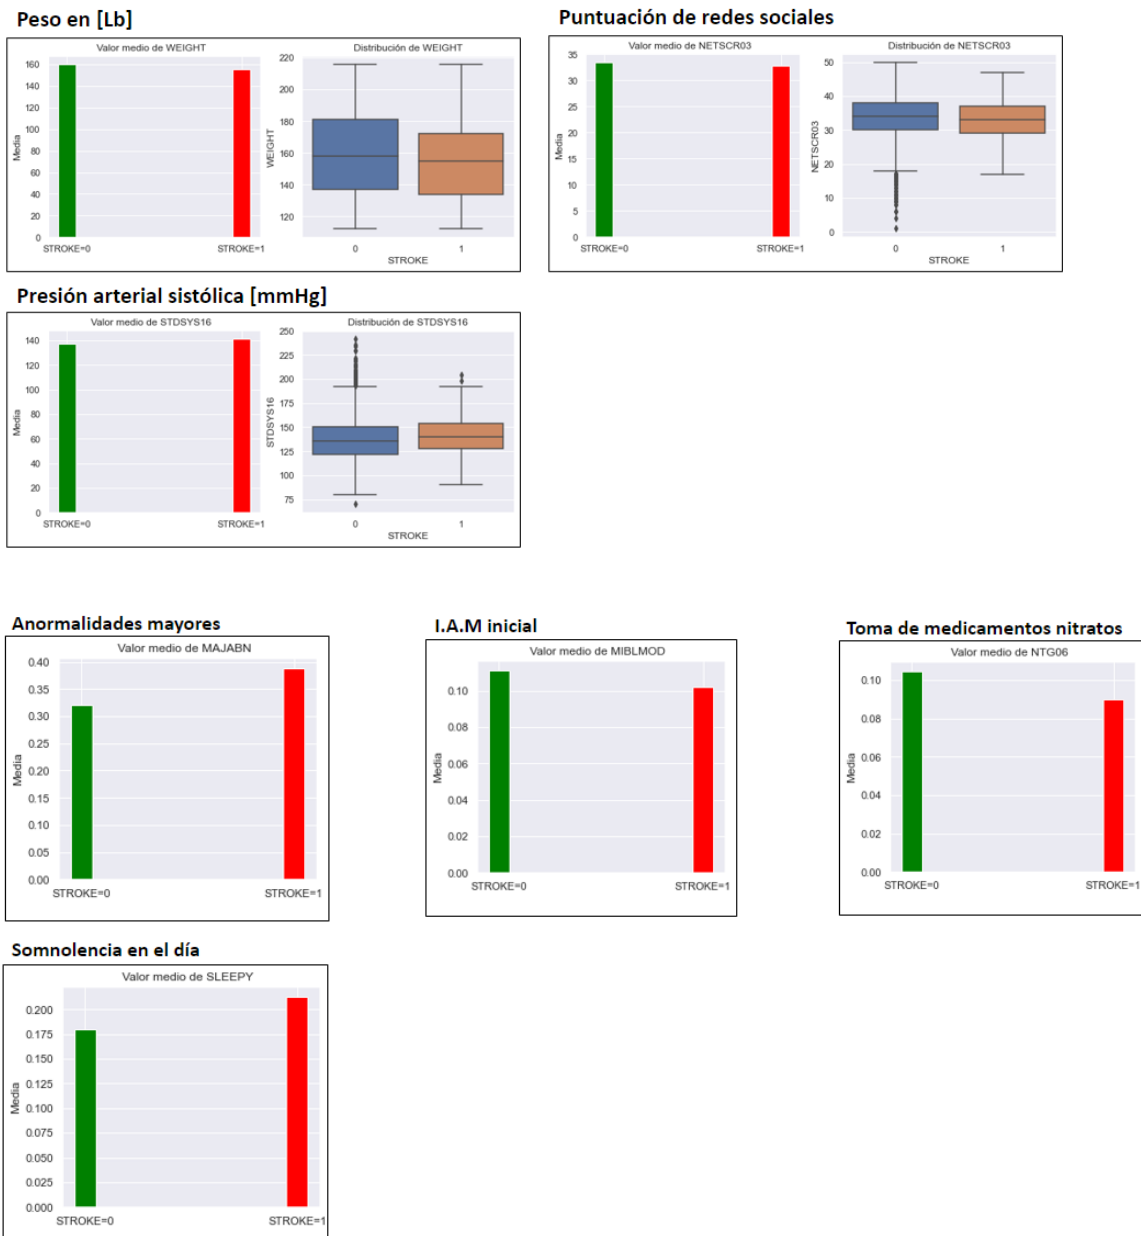 Peso en [Lb]
Valor medio de WEIGHT
Media
160
140
120
100
80
60
40
20
0
STROKE=0
STROKE=1
Distribución de WEIGHT
WEIGHT
220
200
180
160
140
120
0
1
STROKE
Puntuación de redes sociales
Valor medio de NETSCR03
Media
35
30
25
20
15
10
5
0
STROKE=0
STROKE=1
Distribución de NETSCR03
NETSCR03
50
40
30
20
10
0
0
1
STROKE
Presión arterial sistólica [mmHg]
Valor medio de STDSYS16
Media
140
120
100
80
60
40
20
0
STROKE=0
STROKE=1
Distribución de STDSYS16
STDSYS16
250
225
200
175
150
125
100
75
0
1
STROKE
Anormalidades mayores
Valor medio de MAJABN
Media
0.40
0.35
0.30
0.25
0.20
0.15
0.10
0.05
0.00
STROKE=0
STROKE=1
I.A.M inicial
Valor medio de MIBLMOD
Media
0.10
0.08
0.06
0.04
0.02
0.00
STROKE=0
STROKE=1
Toma de medicamentos nitratos
Valor medio de NTG06
Media
0.10
0.08
0.06
0.04
0.02
0.00
STROKE=0
STROKE=1
Somnolencia en el día
Valor medio de SLEEPY
Media
0.200
0.175
0.150
0.125
0.100
0.075
0.050
0.025
0.000
STROKE=0
STROKE=1